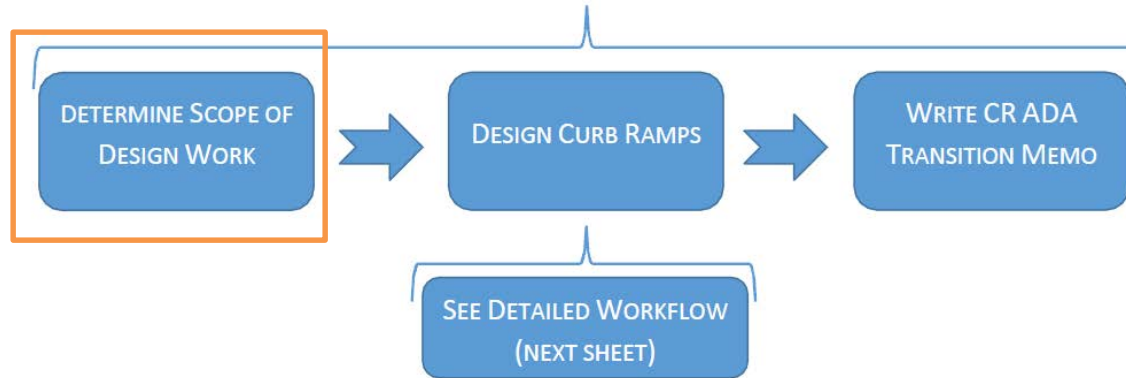 DETERMINE SCOPE OF
DESIGN WORK
DESIGN CURB RAMPS
WRITE CR ADA
TRANSITION MEMO
SEE DETAILED WORKFLOW
(NEXT SHEET)